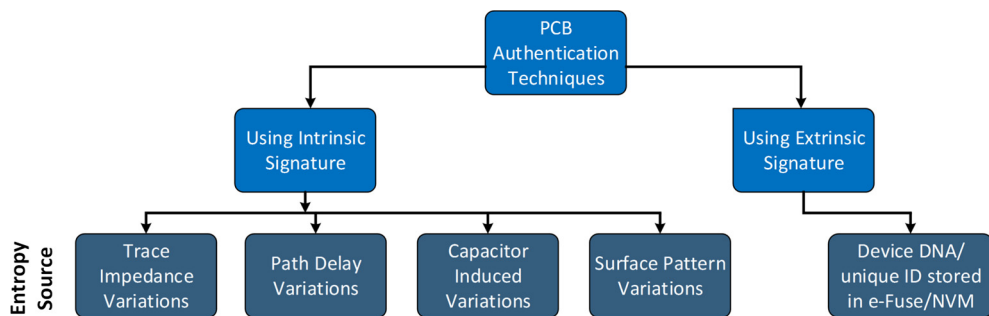 PCB
Authentication
Techniques
Using Intrinsic
Signature
Using Extrinsic
Signature
Entropy
Source
Trace
Impedance
Variations
Path Delay
Variations
Capacitor
Induced
Variations
Surface Pattern
Variations
Device DNA/
unique ID stored
in e-Fuse/NVM